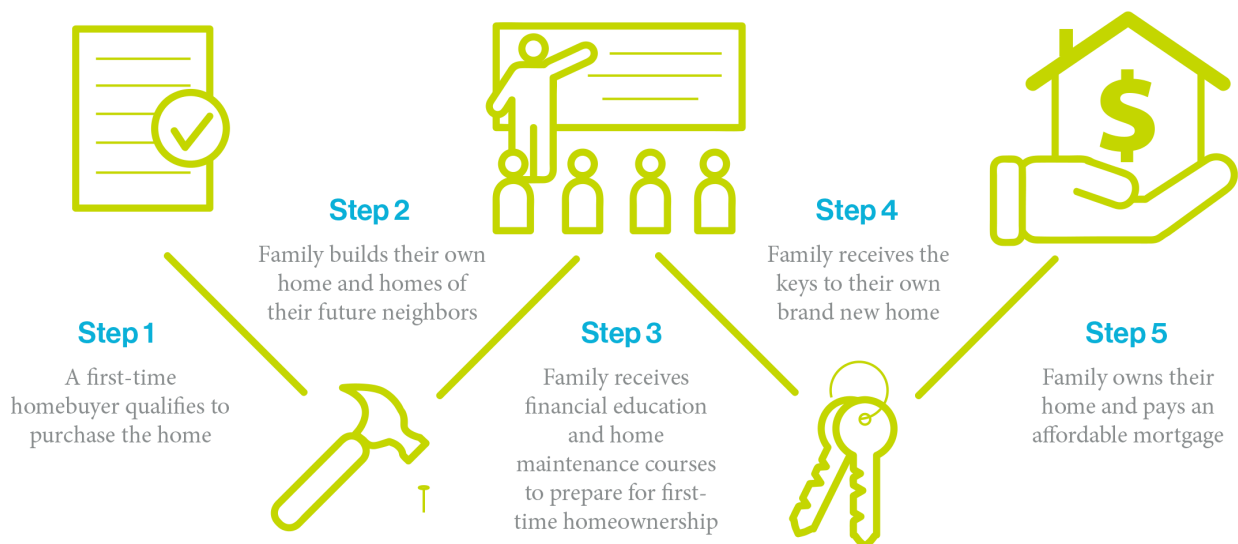 Step 1
A first-time
homebuyer qualifies to
purchase the home
Step 2
Family builds their own
home and homes of
their future neighbors
Step 3
Family receives
financial education
and home
maintenance courses
to prepare for first-
time homeownership
Step 4
Family receives the
keys to their own
brand new home
$
Step 5
Family owns their
home and pays an
affordable mortgage